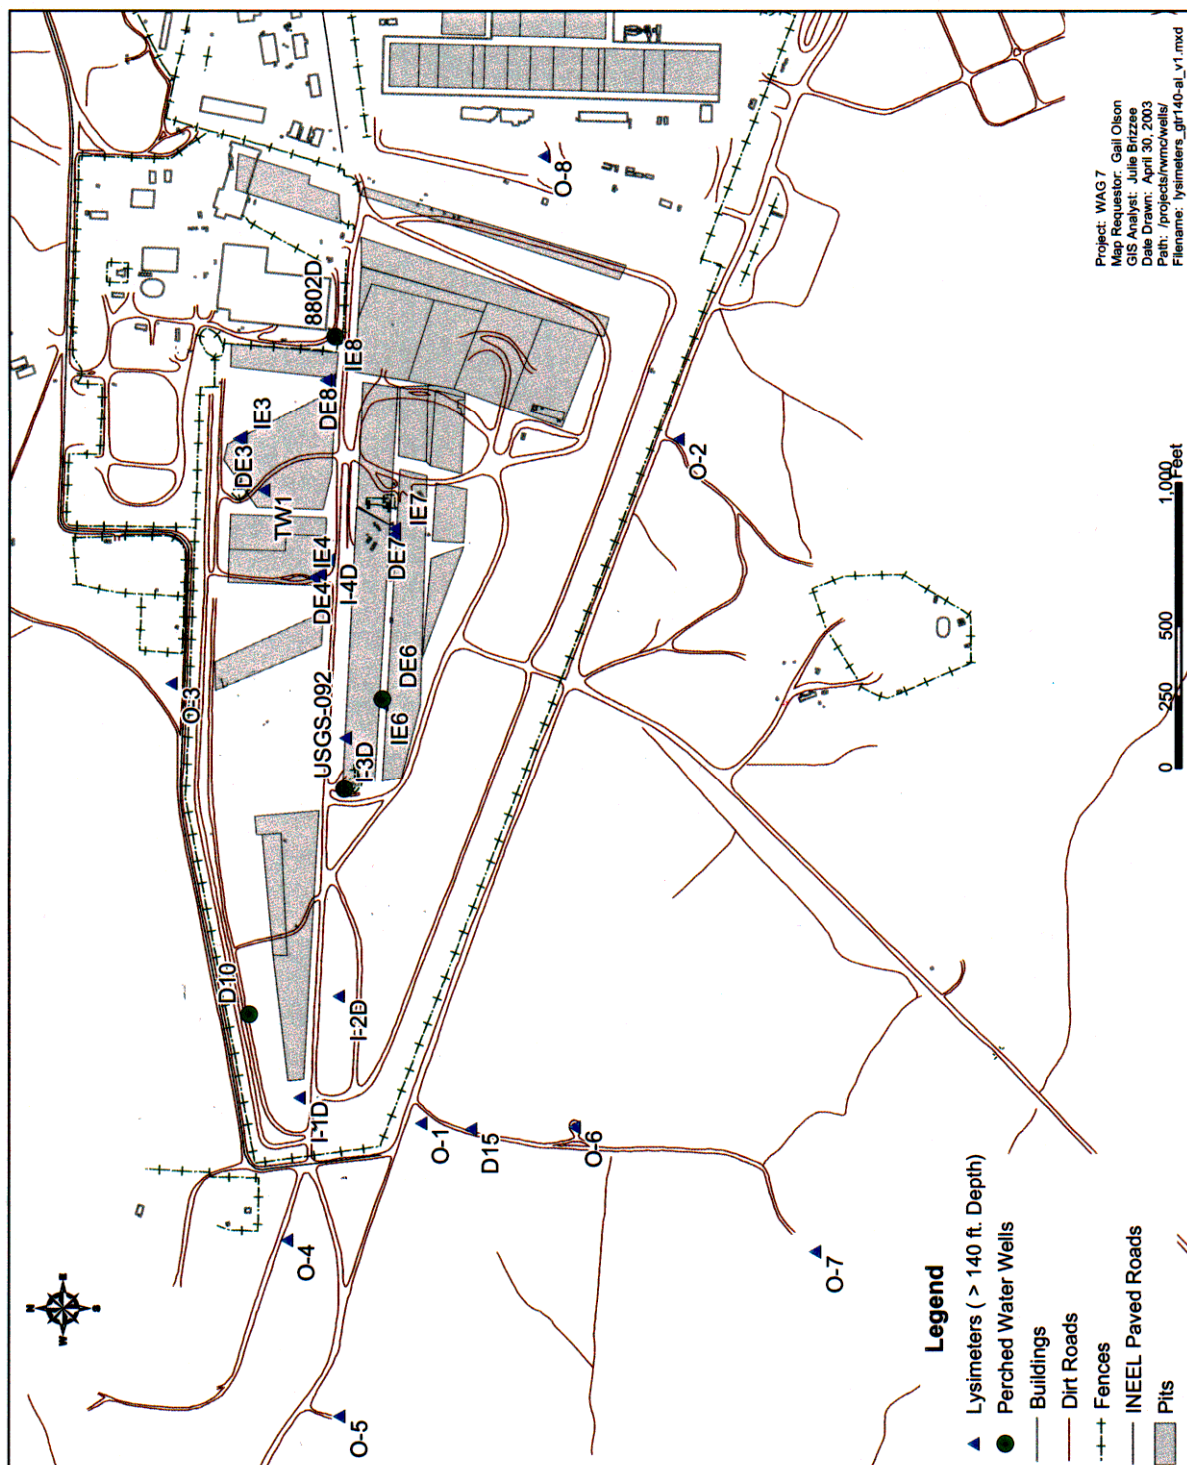 N
W
E
S
O-5
O-4
I-1D
O-1
D15
O-6
O-7
D10
I-2D
O-3
USGS-092
I-3D
IE6
DE6
DE4
IE4
I-4D
TW1
DE3
IE3
DE7
IE7
DE8
IE8
8802D
O-2
O-8
Legend
Lysimeters ( > 140 ft. Depth)
Perched Water Wells
Buildings
Dirt Roads
Fences
INEEL Paved Roads
Pits
0 250 500 1,000
Feet
Project: WAG 7
Map Requestor: Gail Olson
GIS Analyst: Julie Brizzee
Date Drawn: April 30, 2003
Path: /projects/rwmc/wells/
Filename: lysimeters_gtr140-al_v1.mxd